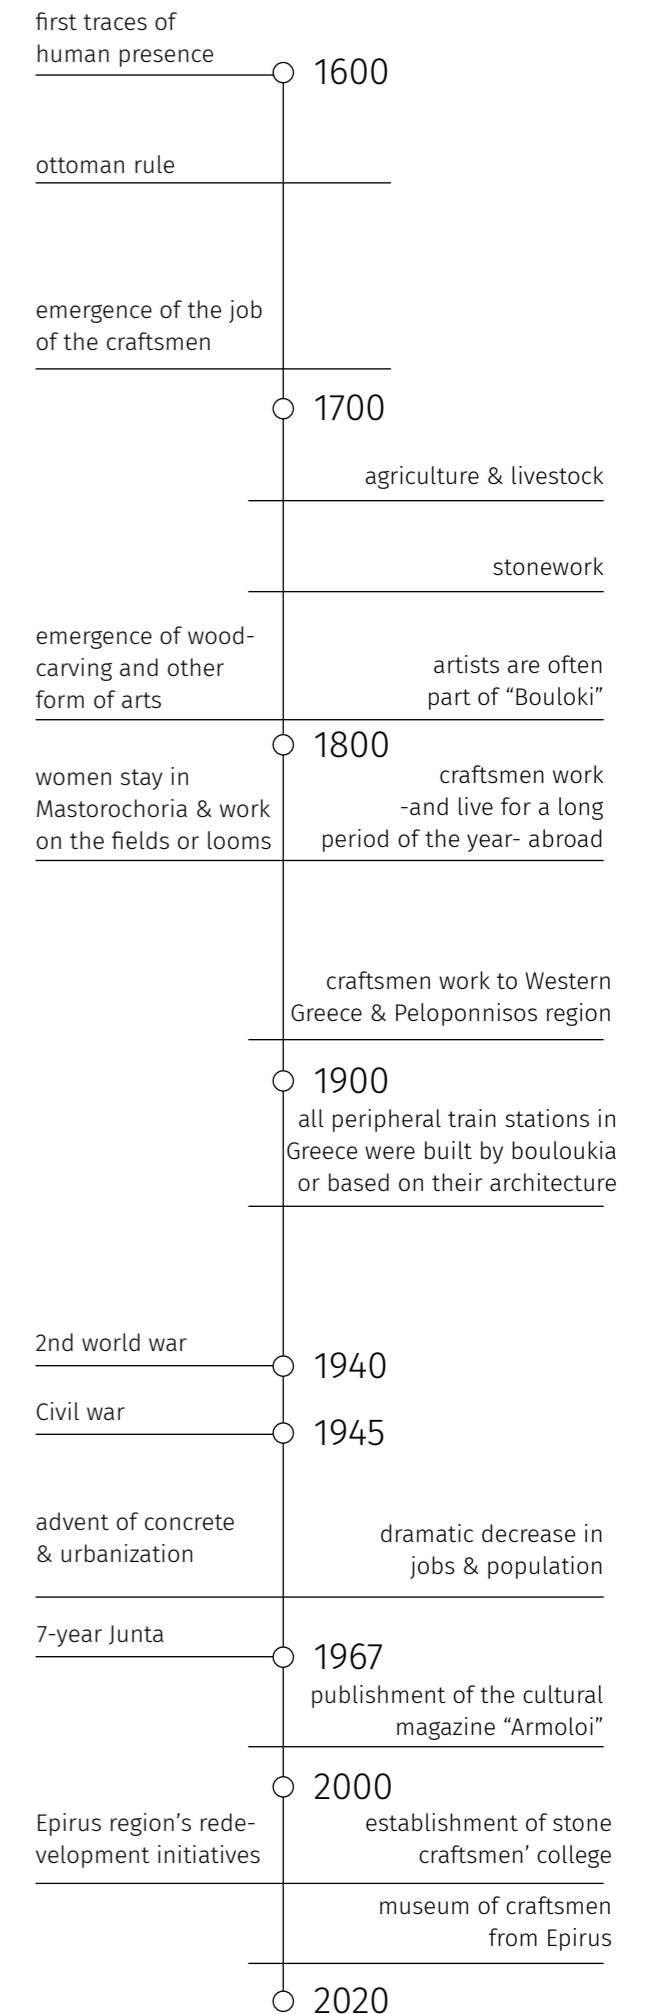 first traces of
human presence
1600
ottoman rule
emergence of the job
of the craftsmen
1700
agriculture & livestock
stonework
emergence of wood-
carving and other
form of arts
artists are often
part of “Bouloki”
1800
women stay in
Mastorochoria & work
on the fields or looms
craftsmen work
-and live for a long
period of the year- abroad
craftsmen work to Western
Greece & Peloponnisos region
1900
all peripheral train stations in
Greece were built by bouloukia
or based on their architecture
2nd world war
1940
Civil war
1945
advent of concrete
& urbanization
dramatic decrease in
jobs & population
7-year Junta
1967
publishment of the cultural
magazine “Armoloi”
2000
Epirus region’s rede-
velopment initiatives
establishment of stone
craftsmen’ college
museum of craftsmen
from Epirus
2020